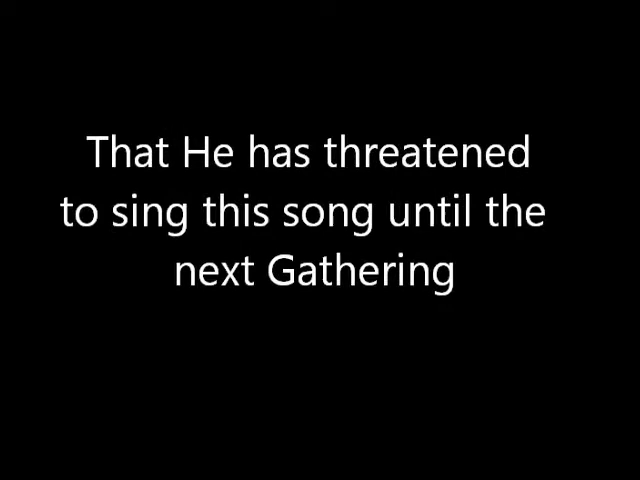 That He has threatened
to sing this song until the
next Gathering